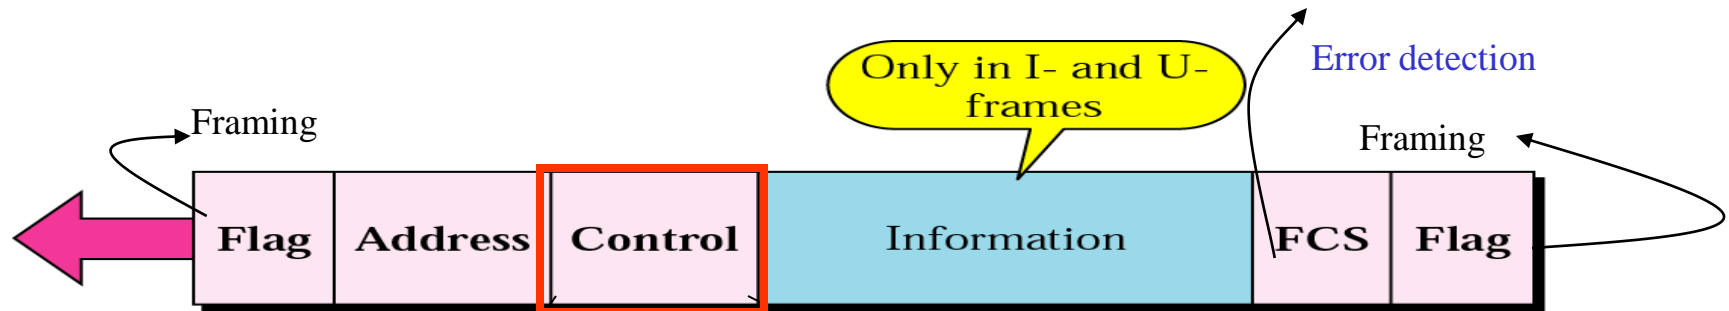 Only in I- and U-
frames
Error detection
Framing
Framing
Flag Address Control Information FCS Flag